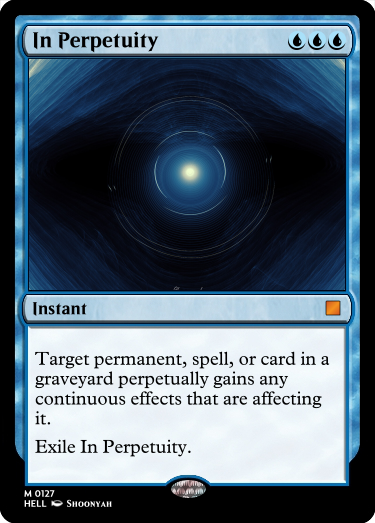 In Perpetuity
Instant
Target permanent, spell, or card in a
graveyard perpetually gains any
continuous effects that are affecting
it.
Exile In Perpetuity.
M 0127
HELL Shoonyah